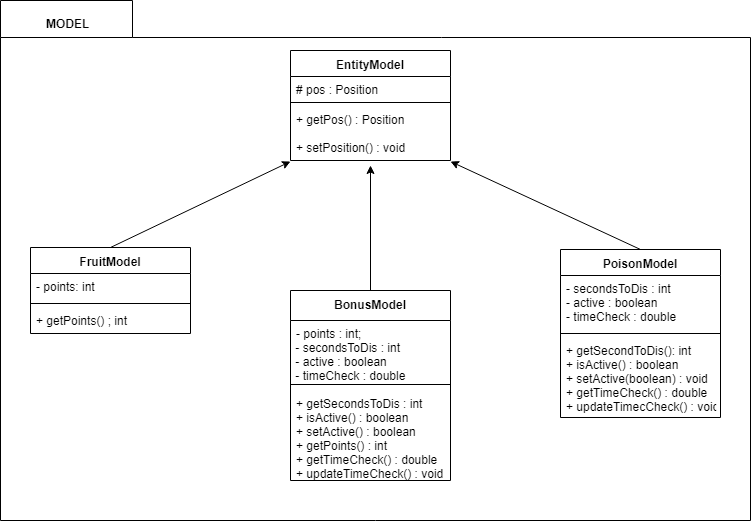 MODEL
EntityModel
# pos : Position
+ getPos() : Position
+ setPosition() : void
FruitModel
- points: int
+ getPoints() ; int
BonusModel
- points : int;
- secondsToDis : int
- active : boolean
- timeCheck : double
+ getSecondsToDis : int
+ isActive() : boolean
+ setActive() : boolean
+ getPoints() : int
+ getTimeCheck() : double
+ updateTimeCheck() : void
PoisonModel
- secondsToDis : int
- active : boolean
- timeCheck : double
+ getSecondToDis(): int
+ isActive() : boolean
+ setActive(boolean) : void
+ getTimeCheck() : double
+ updateTimecCheck() : void